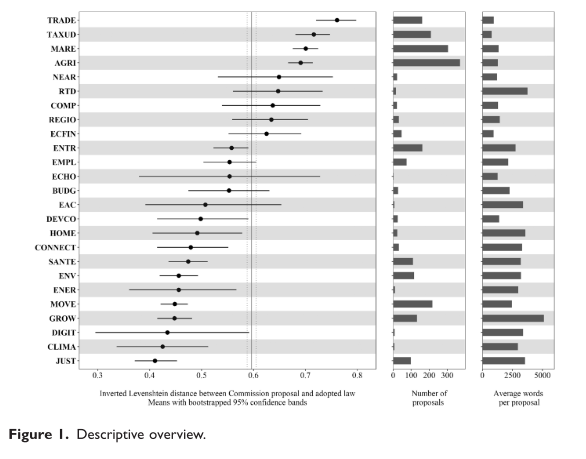 TRADE
TAXUD
MARE
AGRI
NEAR
RTD
COMP
REGIO
ECFIN
ENTR
EMPL
ECHO
BUDG
EAC
DEVCO
HOME
CONNECT
SANTE
ENV
ENER
MOVE
GROW
DIGIT
CLIMA
JUST
0.3 0.4 0.5 0.6 0.7 0.8
0 100 200 300
0 2500 5000
Inverted Levenshtein distance between Commission proposal and adopted law
Means with bootstrapped 95% confidence bands
Number of
proposals
Average words
per proposal
Figure 1. Descriptive overview.